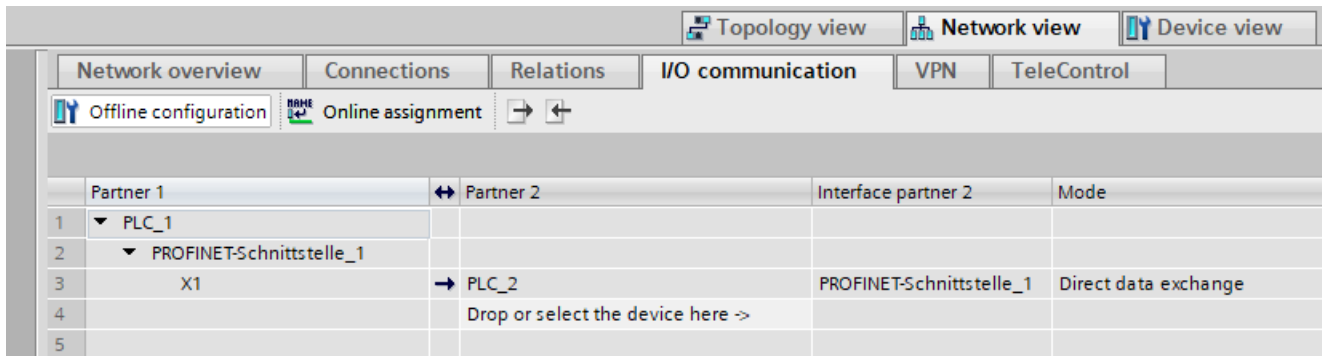 Topology view Network view Device view
Network overview Connections Relations I/O communication VPN TeleControl
Offline configuration NAME Online assignment
Partner 1 Partner 2 Interface partner 2 Mode
1 PLC_1
2 PROFINET-Schnittstelle_1
3 X1 PLC_2 PROFINET-Schnittstelle_1 Direct data exchange
4 Drop or select the device here ->
5